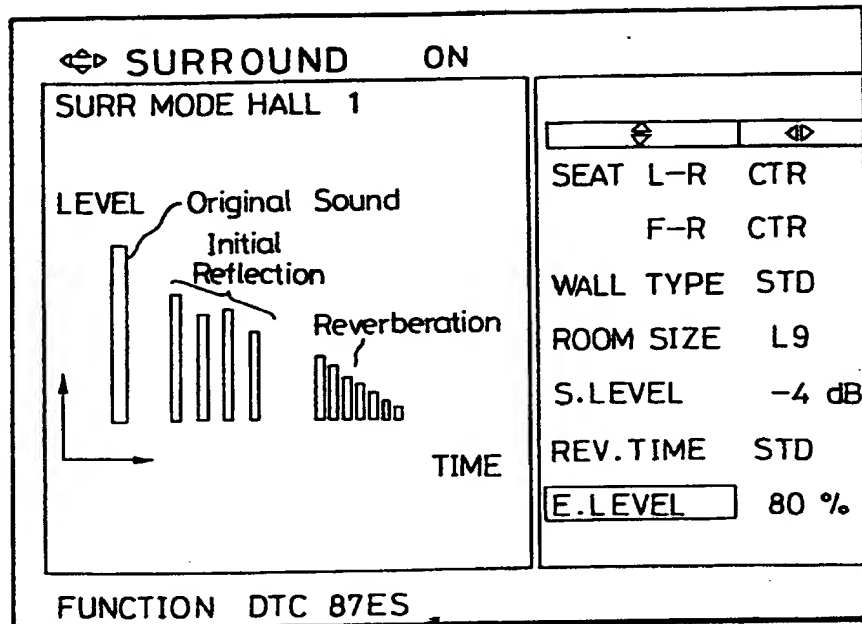 SURROUND ON
SURR MODE HALL 1
LEVEL
Original Sound
Initial
Reflection
Reverberation
TIME
SEAT L-R CTR
F-R CTR
WALL TYPE STD
ROOM SIZE L9
S.LEVEL -4 dB
REV.TIME STD
E.LEVEL 80 %
FUNCTION DTC 87ES